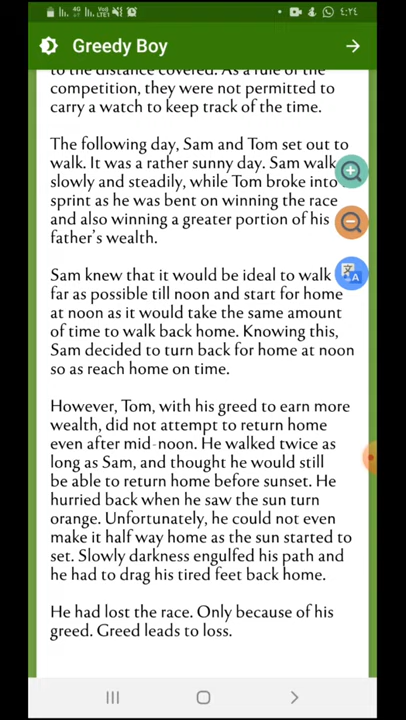 ٤:٢٤
Greedy Boy
to the distance covered. As a rule of the
competition, they were not permitted to
carry a watch to keep track of the time.
The following day, Sam and Tom set out to
walk. It was a rather sunny day. Sam walk
slowly and steadily, while Tom broke into
sprint as he was bent on winning the race
and also winning a greater portion of his
father's wealth.
Sam knew that it would be ideal to walk
far as possible till noon and start for home
at noon as it would take the same amount
of time to walk back home. Knowing this,
Sam decided to turn back for home at noon
so as reach home on time.
However, Tom, with his greed to earn more
wealth, did not attempt to return home
even after mid-noon. He walked twice as
long as Sam, and thought he would still
be able to return home before sunset. He
hurried back when he saw the sun turn
orange. Unfortunately, he could not even
make it half way home as the sun started to
set. Slowly darkness engulfed his path and
he had to drag his tired feet back home.
He had lost the race. Only because of his
greed. Greed leads to loss.